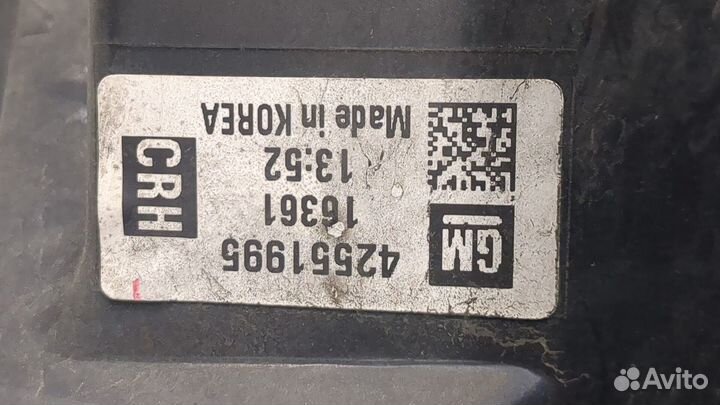 GM
42551995
16361
13:52
Made in KOREA
CRH
Avito